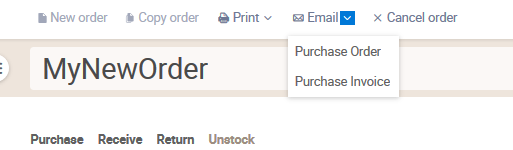 New order Copy order Print Email Cancel order
Purchase Order
MyNewOrder
Purchase Invoice
Purchase Receive Return Unstock